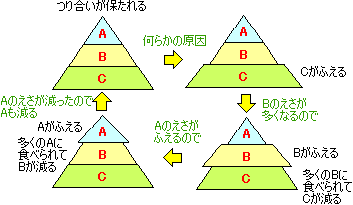 つり合いが保たれる
A
B
C
何らかの原因
A
B
C
Cがふえる
Bのえさが
多くなるので
A
B
C
Bがふえる
多くのBに
食べられて
Cが減る
Aのえさが
ふえるので
A
B
C
Aがふえる
多くのAに
食べられて
Bが減る
Aのえさが減ったので
Aも減る